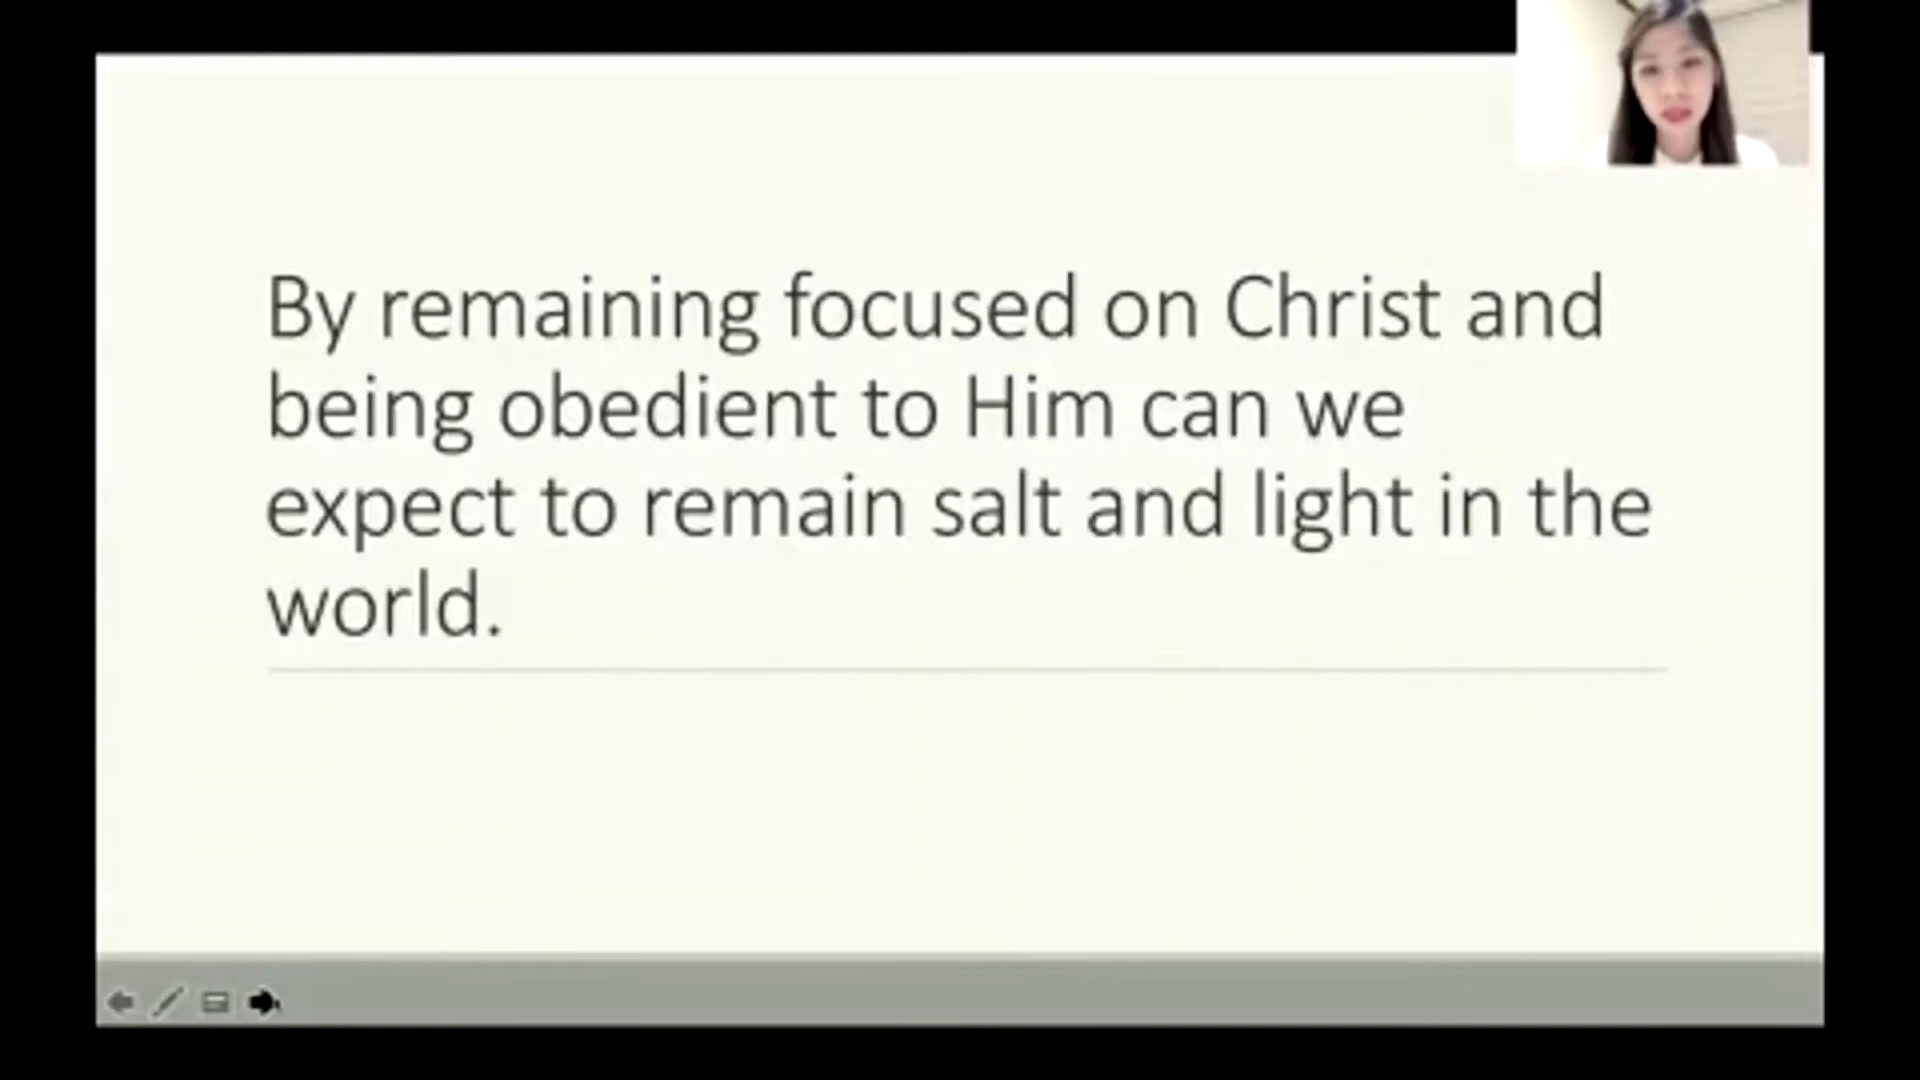 By remaining focused on Christ and
being obedient to Him can we
expect to remain salt and light in the
world.